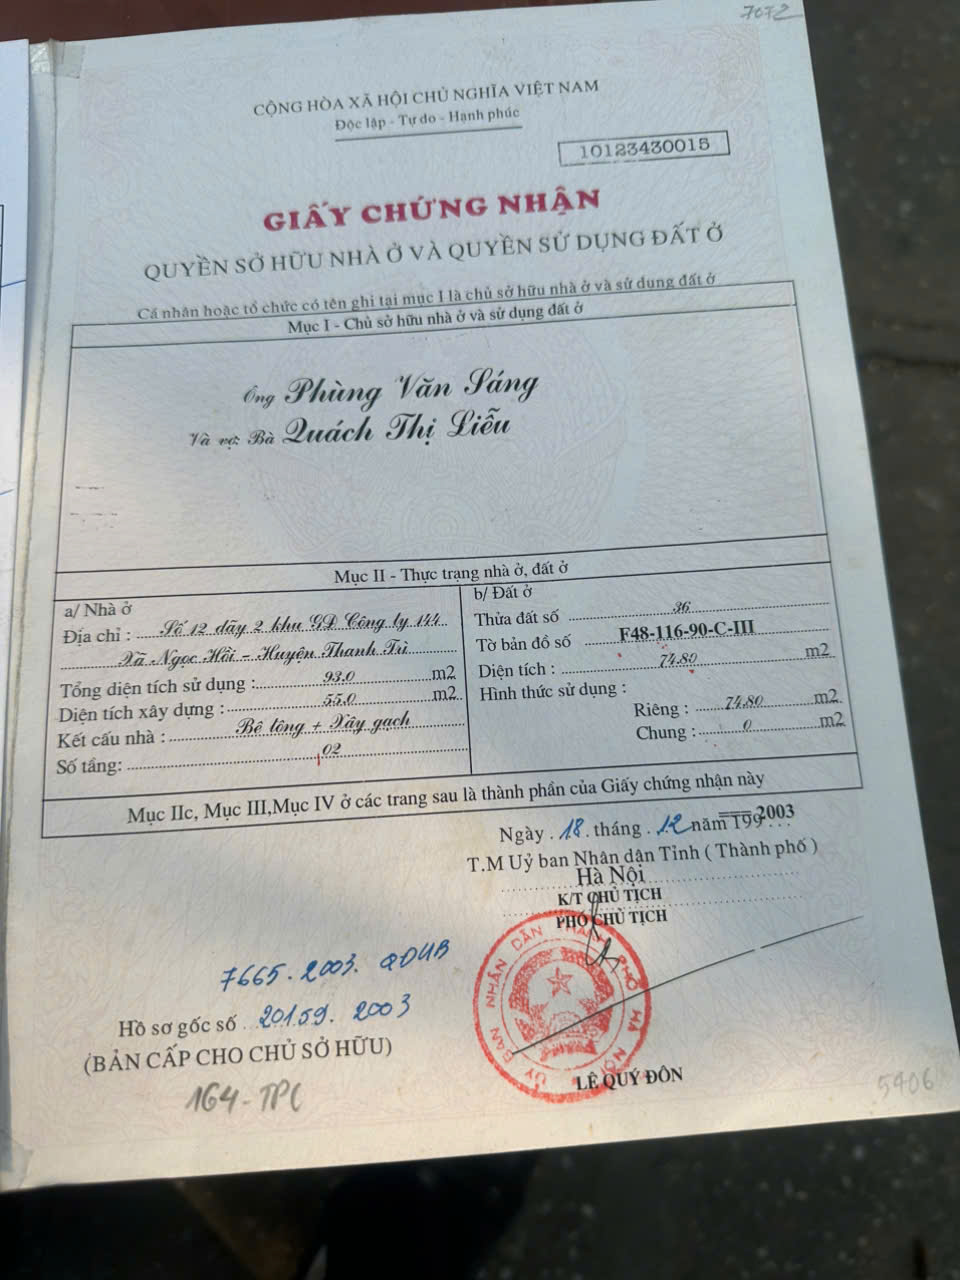 7072
CỘNG HÒA XÃ HỘI CHỦ NGHĨA VIỆT NAM
Độc lập - Tự do - Hạnh phúc
10123430015
GIẤY CHỨNG NHẬN
QUYỀN SỞ HỮU NHÀ Ở VÀ QUYỀN SỬ DỤNG ĐẤT Ở
Cá nhân hoặc tổ chức có tên ghi tại mục I là chủ sở hữu nhà ở và sử dụng đất ở
Mục I - Chủ sở hữu nhà ở và sử dụng đất ở
Ông Phùng Văn Sáng
Và vợ: Bà Quách Thị Liễu
Mục II - Thực trạng nhà ở, đất ở
a/ Nhà ở
Địa chỉ : Số 12 dãy 2 khu GĐ Công ty 144
Xã Ngọc Hồi - Huyện Thanh Trì
Tổng diện tích sử dụng : 93.0 m2
Diện tích xây dựng : 55.0 m2
Kết cấu nhà : Bê tông + Xây gạch
Số tầng: 02
b/ Đất ở
Thửa đất số 36
Tờ bản đồ số F48-116-90-C-III
Diện tích : 74.80 m2
Hình thức sử dụng :
Riêng : 74.80 m2
Chung : 0 m2
Mục IIc, Mục III,Mục IV ở các trang sau là thành phần của Giấy chứng nhận này
Ngày . 18. tháng . 12 năm 199 . . . 2003
T.M Uỷ ban Nhân dân Tỉnh ( Thành phố )
Hà Nội
K/T CHỦ TỊCH
PHÓ CHỦ TỊCH
ỦY BAN NHÂN DÂN THÀNH PHỐ HÀ NỘI
LÊ QUÝ ĐÔN
7665. 2003. QĐUB
Hồ sơ gốc số 20159. 2003
(BẢN CẤP CHO CHỦ SỞ HỮU)
164-TPC
5406